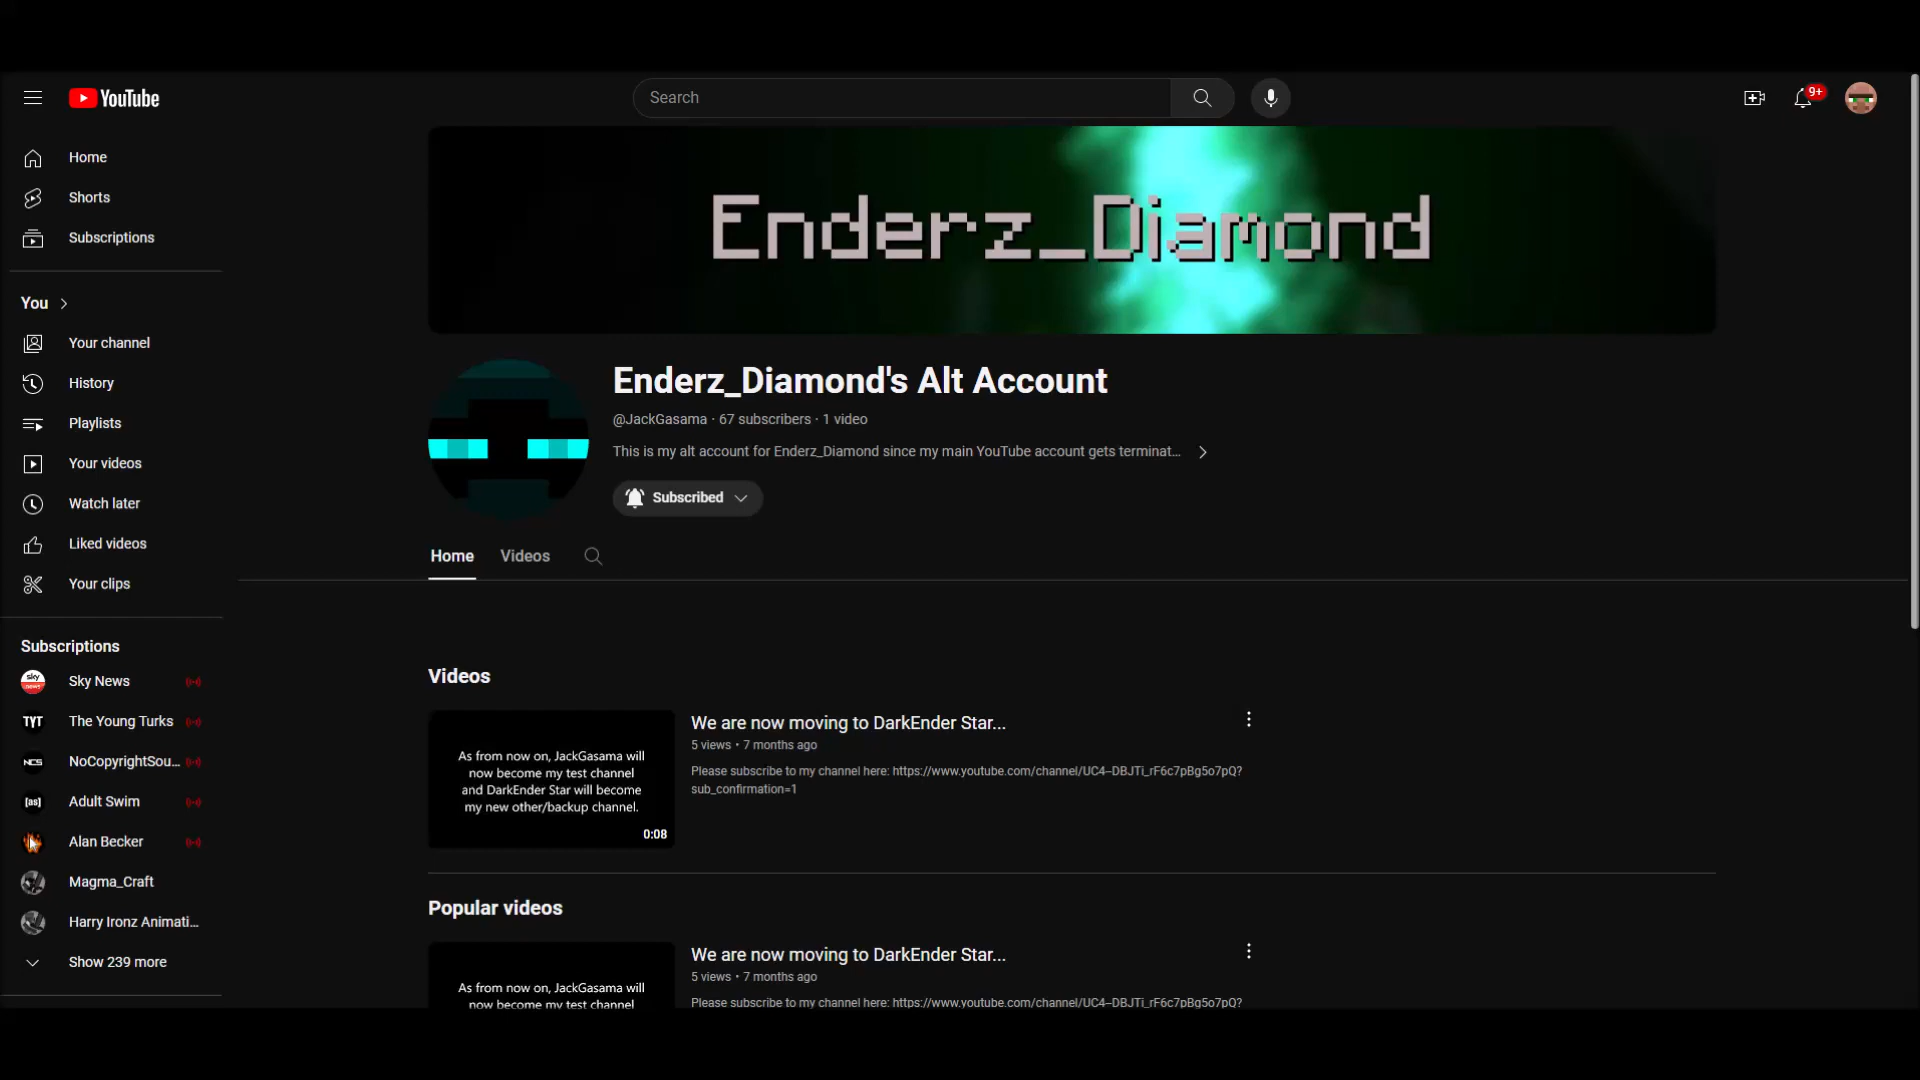 YouTube
Search
9+
Home
Shorts
Subscriptions
You
Your channel
History
Playlists
Your videos
Watch later
Liked videos
Your clips
Subscriptions
sky news
Sky News
TYT
The Young Turks
NCS
NoCopyrightSou...
[as]
Adult Swim
Alan Becker
Magma_Craft
Harry Ironz Animati...
Show 239 more
Enderz_Diamond
Enderz_Diamond's Alt Account
@JackGasama · 67 subscribers · 1 video
This is my alt account for Enderz_Diamond since my main YouTube account gets terminat...
Subscribed
Home Videos
Videos
As from now on, JackGasama will
now become my test channel
and DarkEnder Star will become
my new other/backup channel.
0:08
We are now moving to DarkEnder Star...
5 views • 7 months ago
Please subscribe to my channel here: https://www.youtube.com/channel/UC4--DBJTi_rF6c7pBg5o7pQ?
sub_confirmation=1
Popular videos
As from now on, JackGasama will
now become my test channel
We are now moving to DarkEnder Star...
5 views • 7 months ago
Please subscribe to my channel here: https://www.youtube.com/channel/UC4--DBJTi_rF6c7pBg5o7pQ?